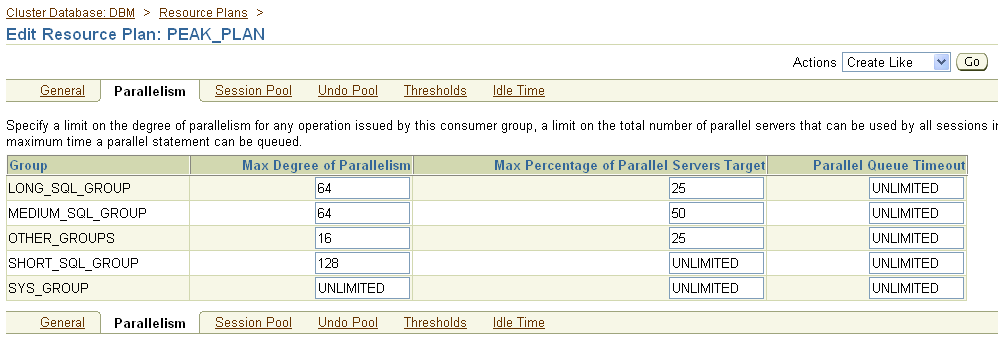 Cluster Database: DBM > Resource Plans >
Edit Resource Plan: PEAK_PLAN
Actions Create Like Go
General Parallelism Session Pool Undo Pool Thresholds Idle Time
Specify a limit on the degree of parallelism for any operation issued by this consumer group, a limit on the total number of parallel servers that can be used by all sessions in
maximum time a parallel statement can be queued.
Group Max Degree of Parallelism Max Percentage of Parallel Servers Target Parallel Queue Timeout
LONG_SQL_GROUP 64 25 UNLIMITED
MEDIUM_SQL_GROUP 64 50 UNLIMITED
OTHER_GROUPS 16 25 UNLIMITED
SHORT_SQL_GROUP 128 UNLIMITED UNLIMITED
SYS_GROUP UNLIMITED UNLIMITED UNLIMITED
General Parallelism Session Pool Undo Pool Thresholds Idle Time